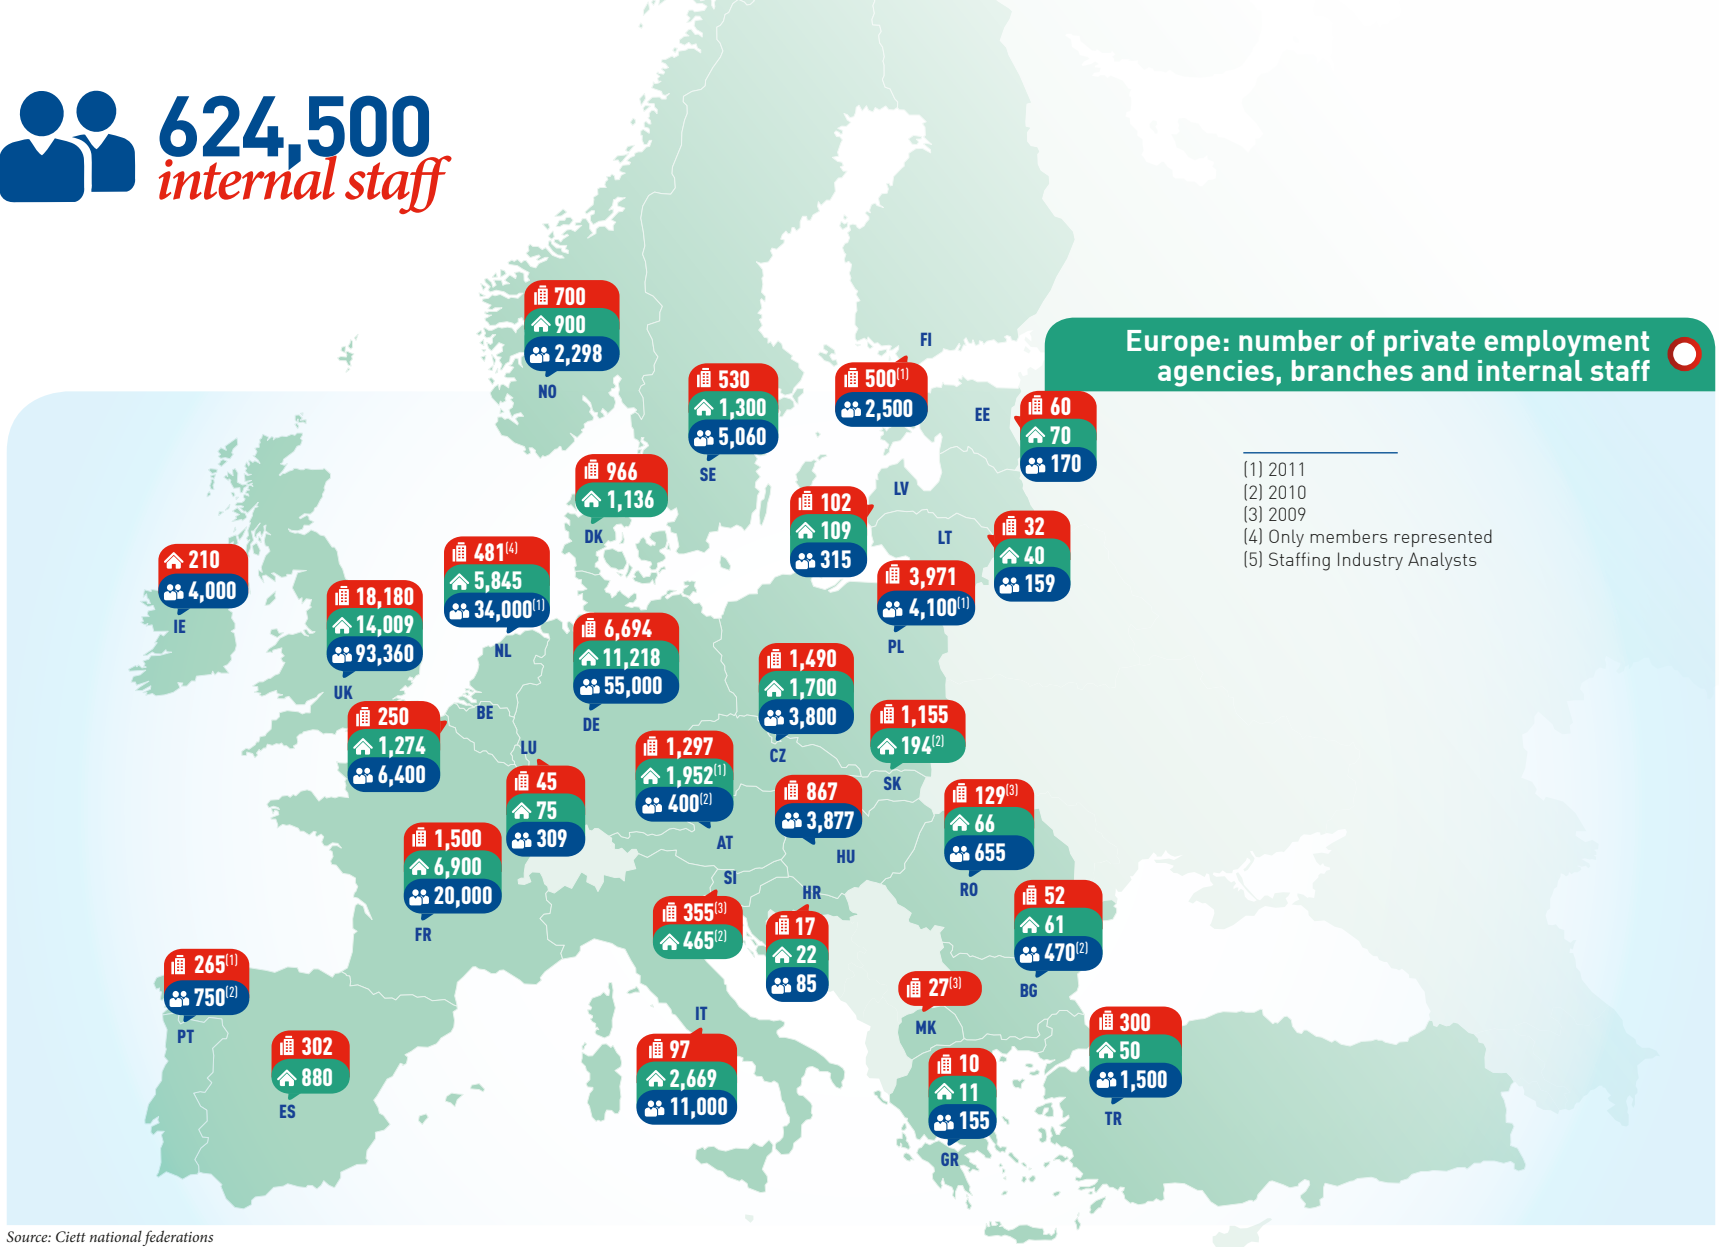 624,500
internal staff
Europe: number of private employment
agencies, branches and internal staff
(1) 2011
(2) 2010
(3) 2009
(4) Only members represented
(5) Staffing Industry Analysts
700
900
2,298
NO
530
1,300
5,060
SE
FI
500(1)
2,500
EE
60
70
170
966
1,136
DK
LV
102
109
315
LT
32
40
159
210
4,000
IE
18,180
14,009
93,360
UK
481(4)
5,845
34,000(1)
NL
6,694
11,218
55,000
DE
3,971
4,100(1)
PL
1,490
1,700
3,800
CZ
1,155
194(2)
SK
BE
250
1,274
6,400
LU
45
75
309
1,297
1,952(1)
400(2)
AT
867
3,877
HU
129(3)
66
655
RO
1,500
6,900
20,000
FR
SI
355(3)
465(2)
HR
17
22
85
52
61
470(2)
BG
265(1)
750(2)
PT
302
880
ES
IT
97
2,669
11,000
27(3)
MK
10
11
155
GR
300
50
1,500
TR
Source: Ciett national federations